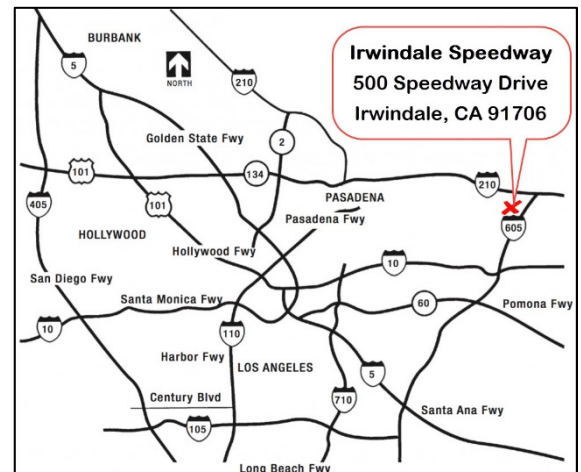 BURBANK
5
NORTH
210
Irwindale Speedway
500 Speedway Drive
Irwindale, CA 91706
Golden State Fwy
2
101
134
210
PASADENA
405
101
Pasadena Fwy
605
HOLLYWOOD
Hollywood Fwy
10
San Diego Fwy
Santa Monica Fwy
60
Pomona Fwy
10
110
Harbor Fwy
LOS ANGELES
5
Century Blvd
710
Santa Ana Fwy
105
Long Beach Fwy